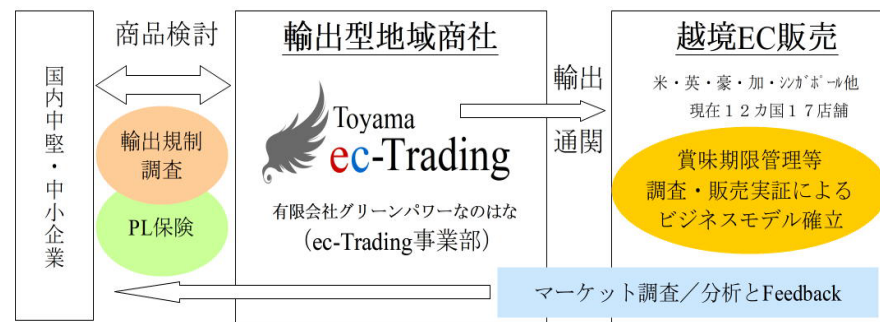 国内中堅・中小企業
商品検討
輸出規制
調査
PL保険
輸出型地域商社
Toyama
ec-Trading
有限会社グリーンパワーなのはな
（ec-Trading事業部）
輸出
通関
越境EC販売
米・英・豪・加・ｼﾝｶﾞﾎﾟｰﾙ他
現在１２カ国１７店舗
賞味期限管理等
調査・販売実証による
ビジネスモデル確立
マーケット調査／分析とFeedback